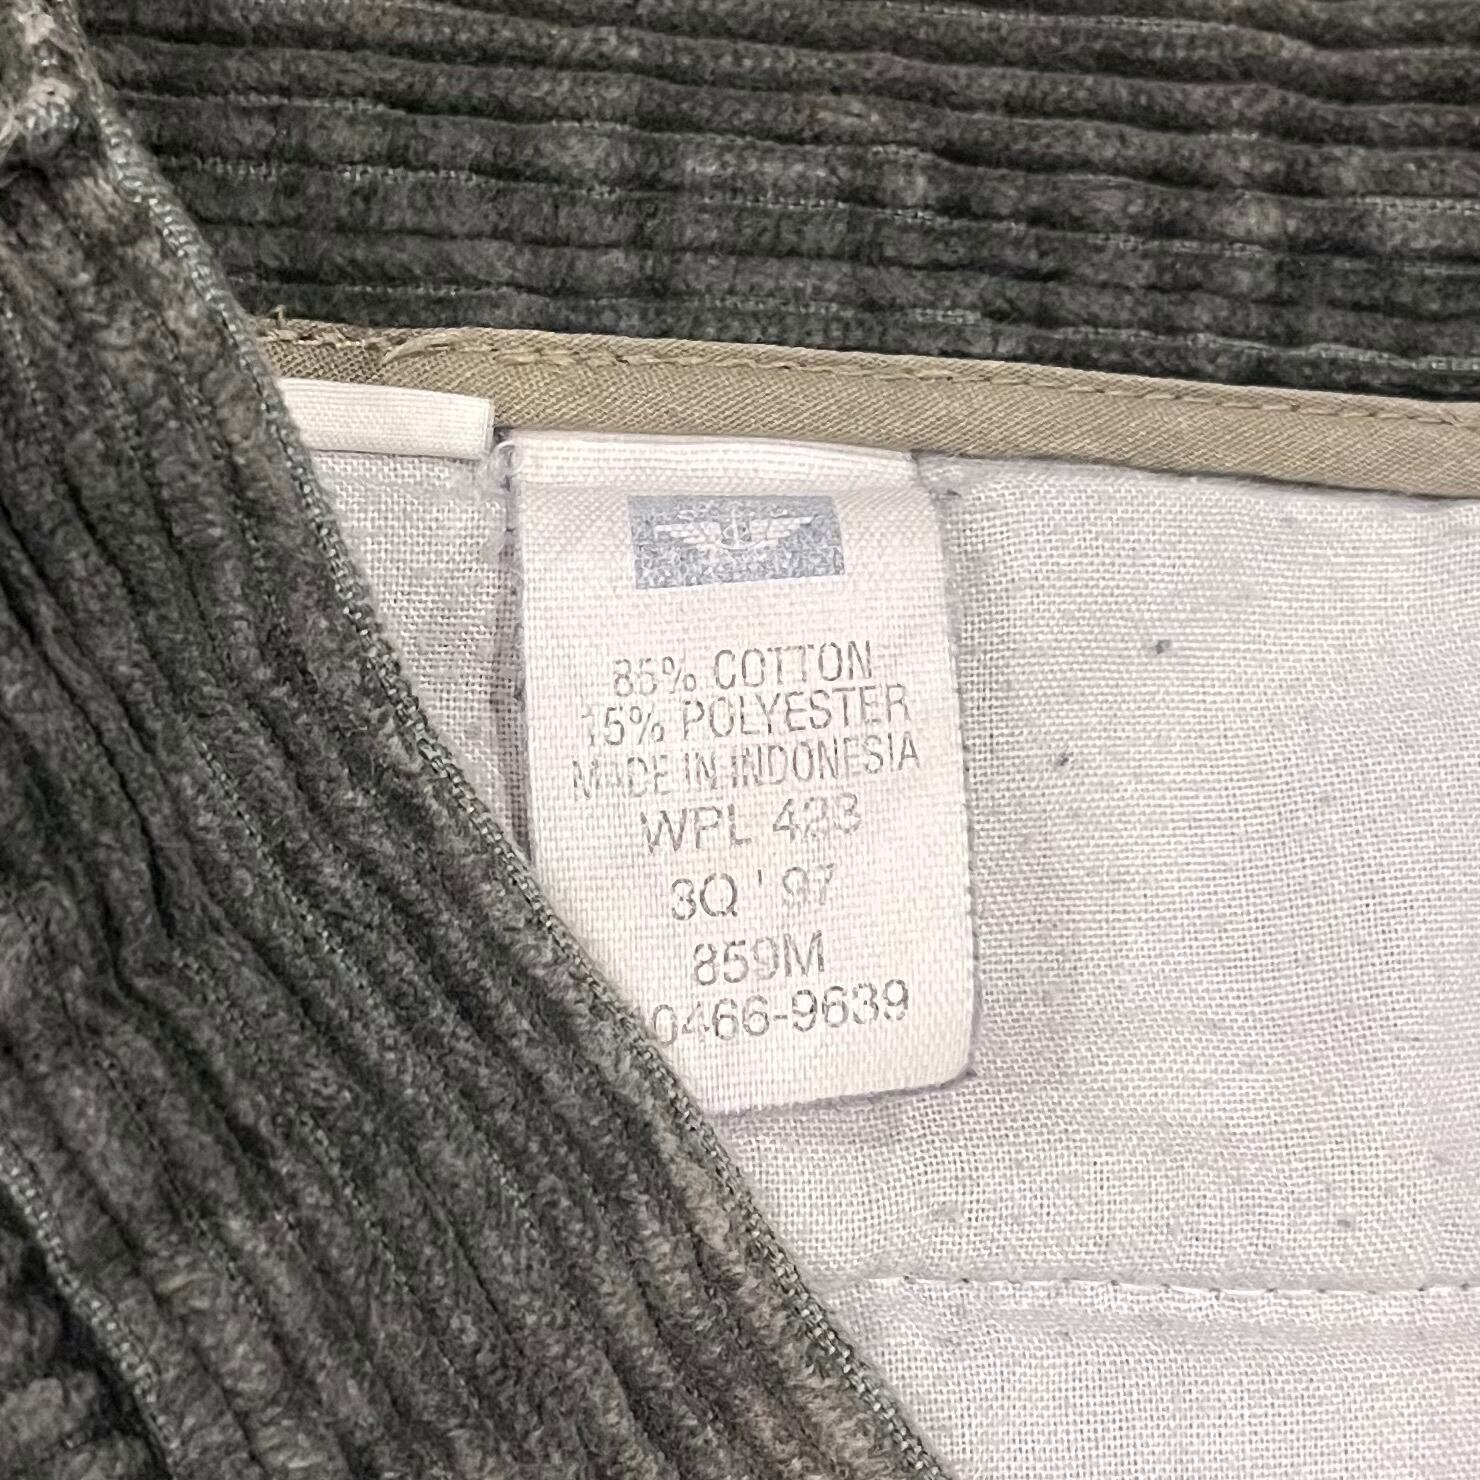 85% COTTON
15% POLYESTER
MADE IN INDONESIA
WPL 423
3Q ' 97
859M
0466-9639